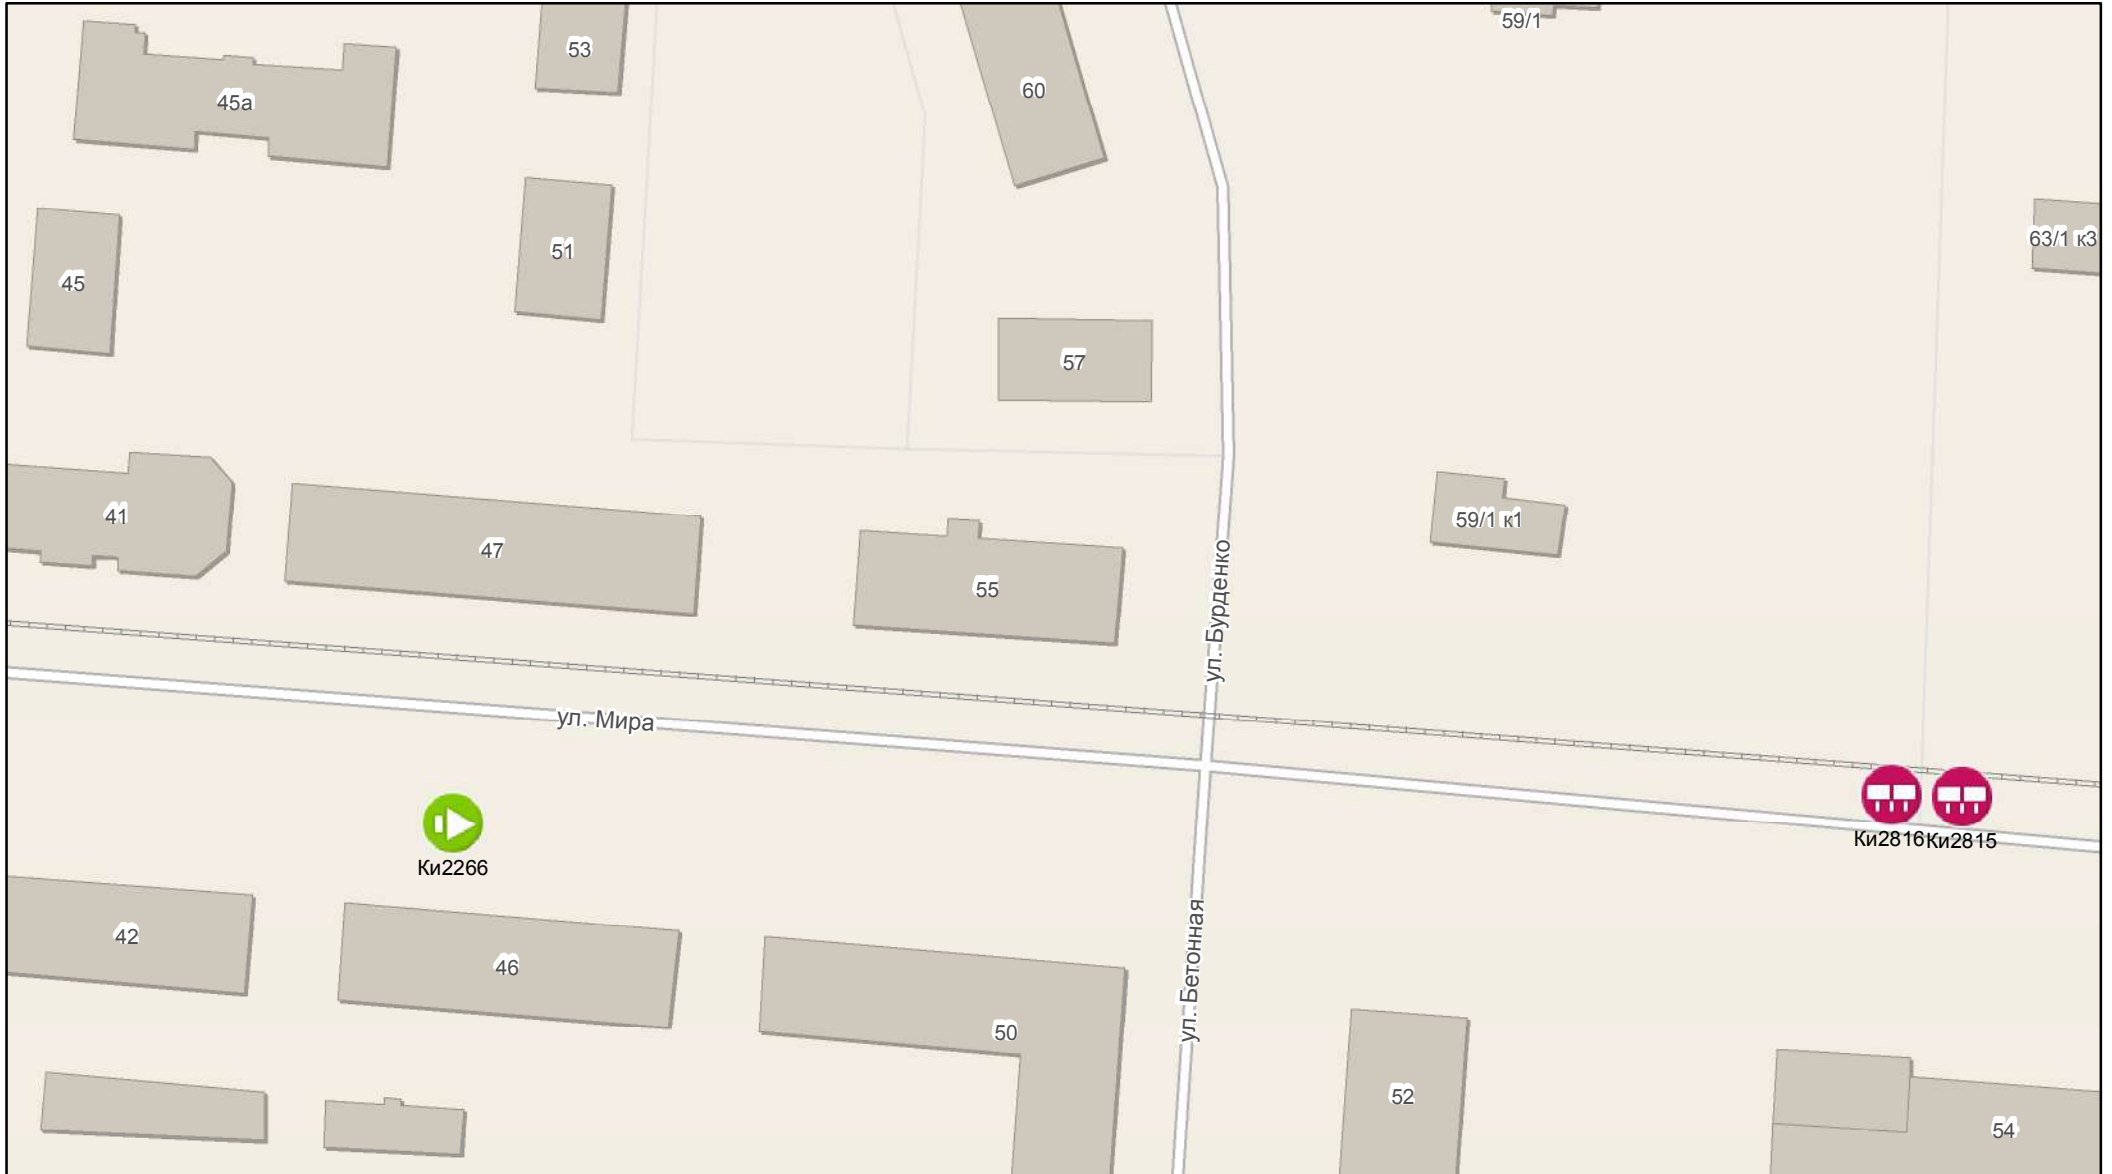 59/1
53
60
45а
63/1 к3
51
45
57
41
59/1 к1
47
55
ул. Бурденко
ул. Мира
Ки2816
Ки2815
Ки2266
42
46
ул. Бетонная
50
52
54